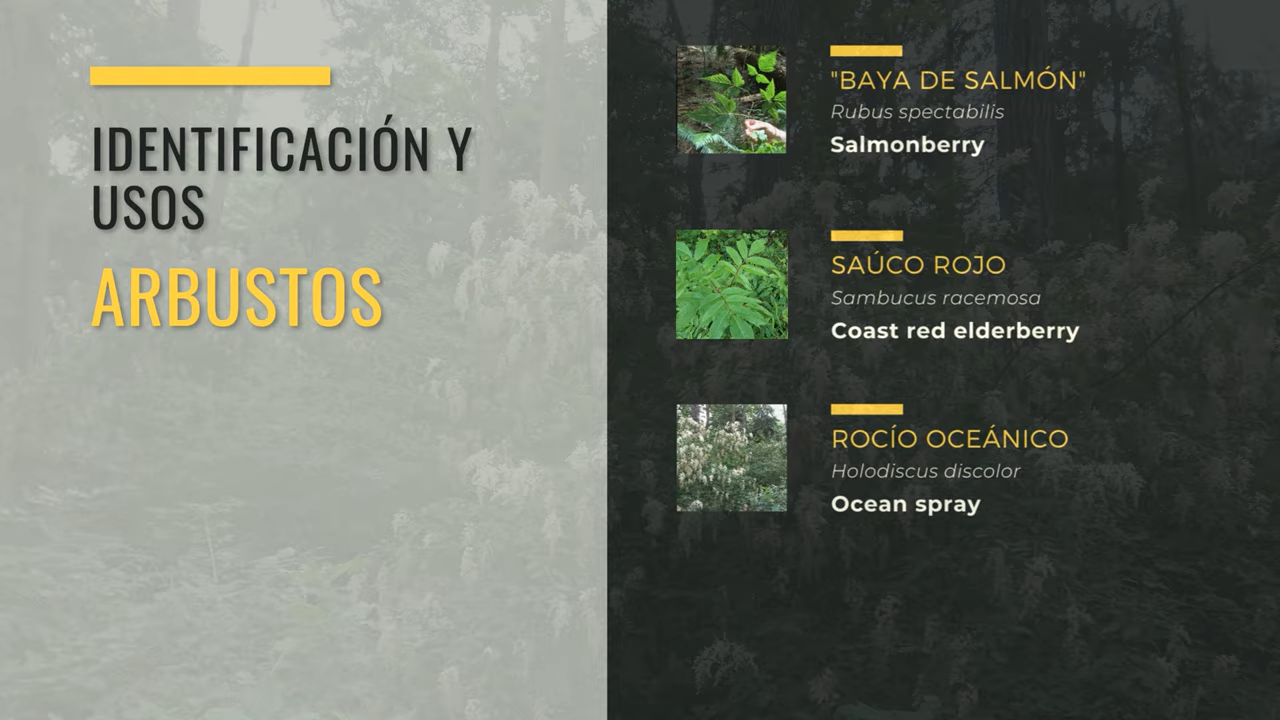 IDENTIFICACIÓN Y
USOS
ARBUSTOS
"BAYA DE SALMÓN"
Rubus spectabilis
Salmonberry
SAÚCO ROJO
Sambucus racemosa
Coast red elderberry
ROCÍO OCEÁNICO
Holodiscus discolor
Ocean spray